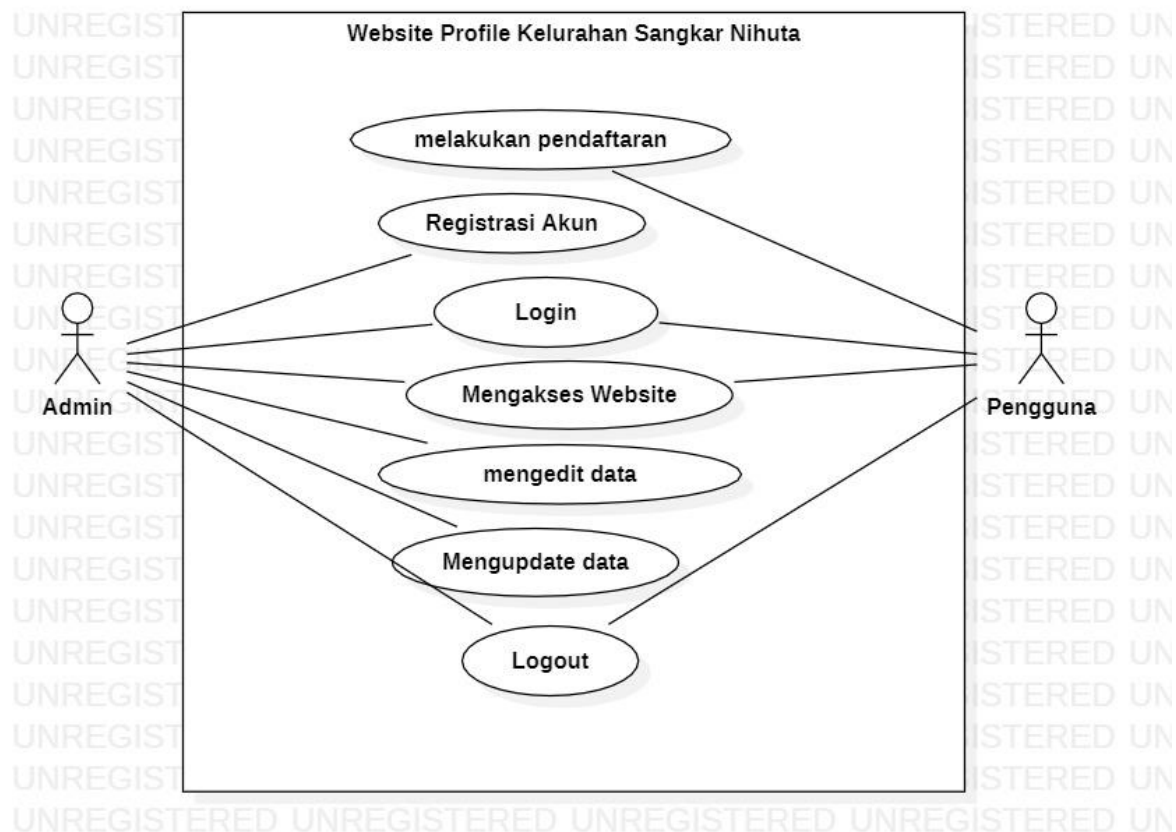 Website Profile Kelurahan Sangkar Nihuta
melakukan pendaftaran
Registrasi Akun
Login
Mengakses Website
Admin
Pengguna
mengedit data
Mengupdate data
Logout
UNREGISTERED UNREGISTERED UNREGISTERED UN